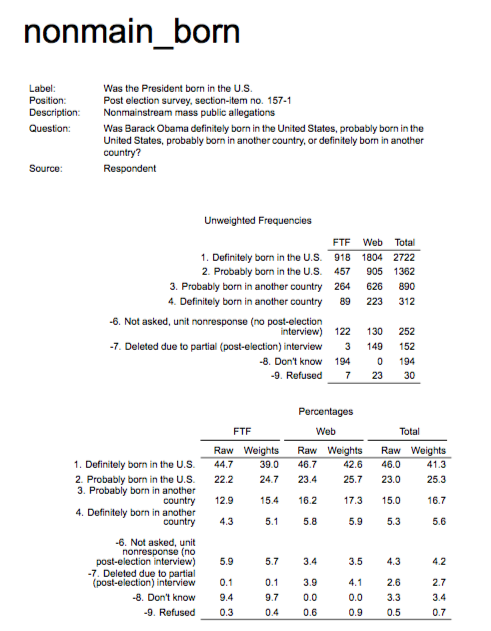 nonmain_born
Label: Was the President born in the U.S.
Position: Post election survey, section-item no. 157-1
Description: Nonmainstream mass public allegations
Question: Was Barack Obama definitely born in the United States, probably born in the
United States, probably born in another country, or definitely born in another
country?
Source: Respondent
Unweighted Frequencies
FTF Web Total
1. Definitely born in the U.S. 918 1804 2722
2. Probably born in the U.S. 457 905 1362
3. Probably born in another country 264 626 890
4. Definitely born in another country 89 223 312
-6. Not asked, unit nonresponse (no post-election
interview) 122 130 252
-7. Deleted due to partial (post-election) interview 3 149 152
-8. Don't know 194 0 194
-9. Refused 7 23 30
Percentages
FTF Web Total
Raw Weights Raw Weights Raw Weights
1. Definitely born in the U.S. 44.7 39.0 46.7 42.6 46.0 41.3
2. Probably born in the U.S. 22.2 24.7 23.4 25.7 23.0 25.3
3. Probably born in another
country 12.9 15.4 16.2 17.3 15.0 16.7
4. Definitely born in another
country 4.3 5.1 5.8 5.9 5.3 5.6
-6. Not asked, unit
nonresponse (no
post-election interview) 5.9 5.7 3.4 3.5 4.3 4.2
-7. Deleted due to partial
(post-election) interview 0.1 0.1 3.9 4.1 2.6 2.7
-8. Don't know 9.4 9.7 0.0 0.0 3.3 3.4
-9. Refused 0.3 0.4 0.6 0.9 0.5 0.7